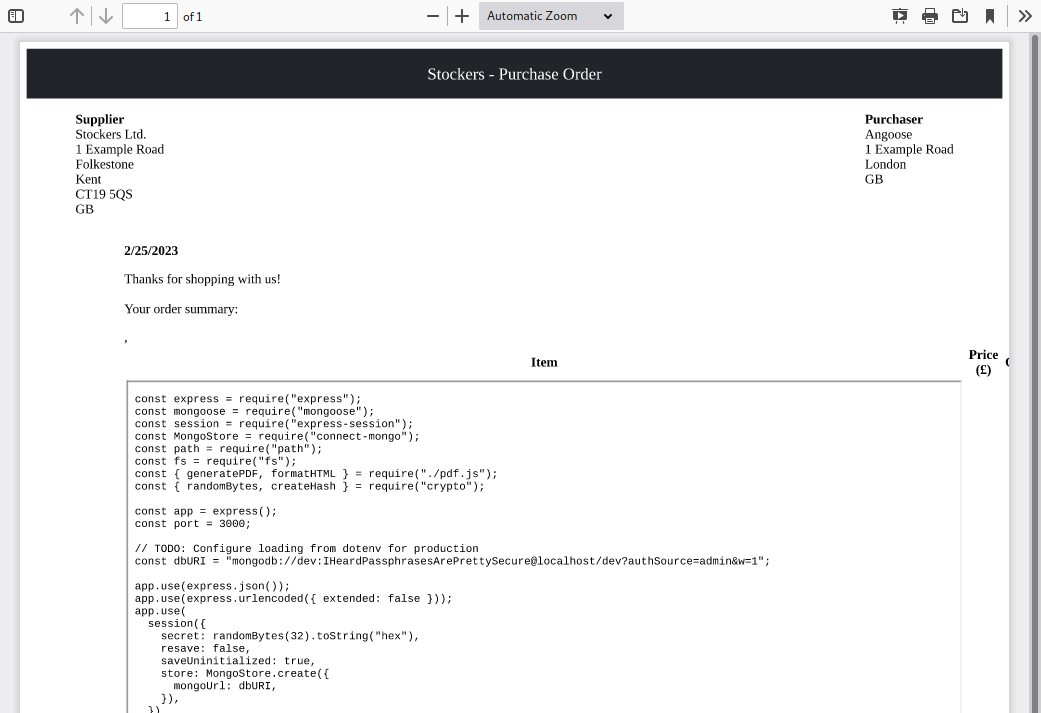 1 of 1 Automatic Zoom
Stockers - Purchase Order
Supplier
Stockers Ltd.
1 Example Road
Folkestone
Kent
CT19 5QS
GB
Purchaser
Angoose
1 Example Road
London
GB
2/25/2023
Thanks for shopping with us!
Your order summary:
,
Item
Price
(£)
const express = require("express");
const mongoose = require("mongoose");
const session = require("express-session");
const MongoStore = require("connect-mongo");
const path = require("path");
const fs = require("fs");
const { generatePDF, formatHTML } = require("./pdf.js");
const { randomBytes, createHash } = require("crypto");
const app = express();
const port = 3000;
// TODO: Configure loading from dotenv for production
const dbURI = "mongodb://dev:IHeardPassphrasesArePrettySecure@localhost/dev?authSource=admin&w=1";
app.use(express.json());
app.use(express.urlencoded({ extended: false }));
app.use(
session({
secret: randomBytes(32).toString("hex"),
resave: false,
saveUninitialized: true,
store: MongoStore.create({
mongoUrl: dbURI,
}),
})